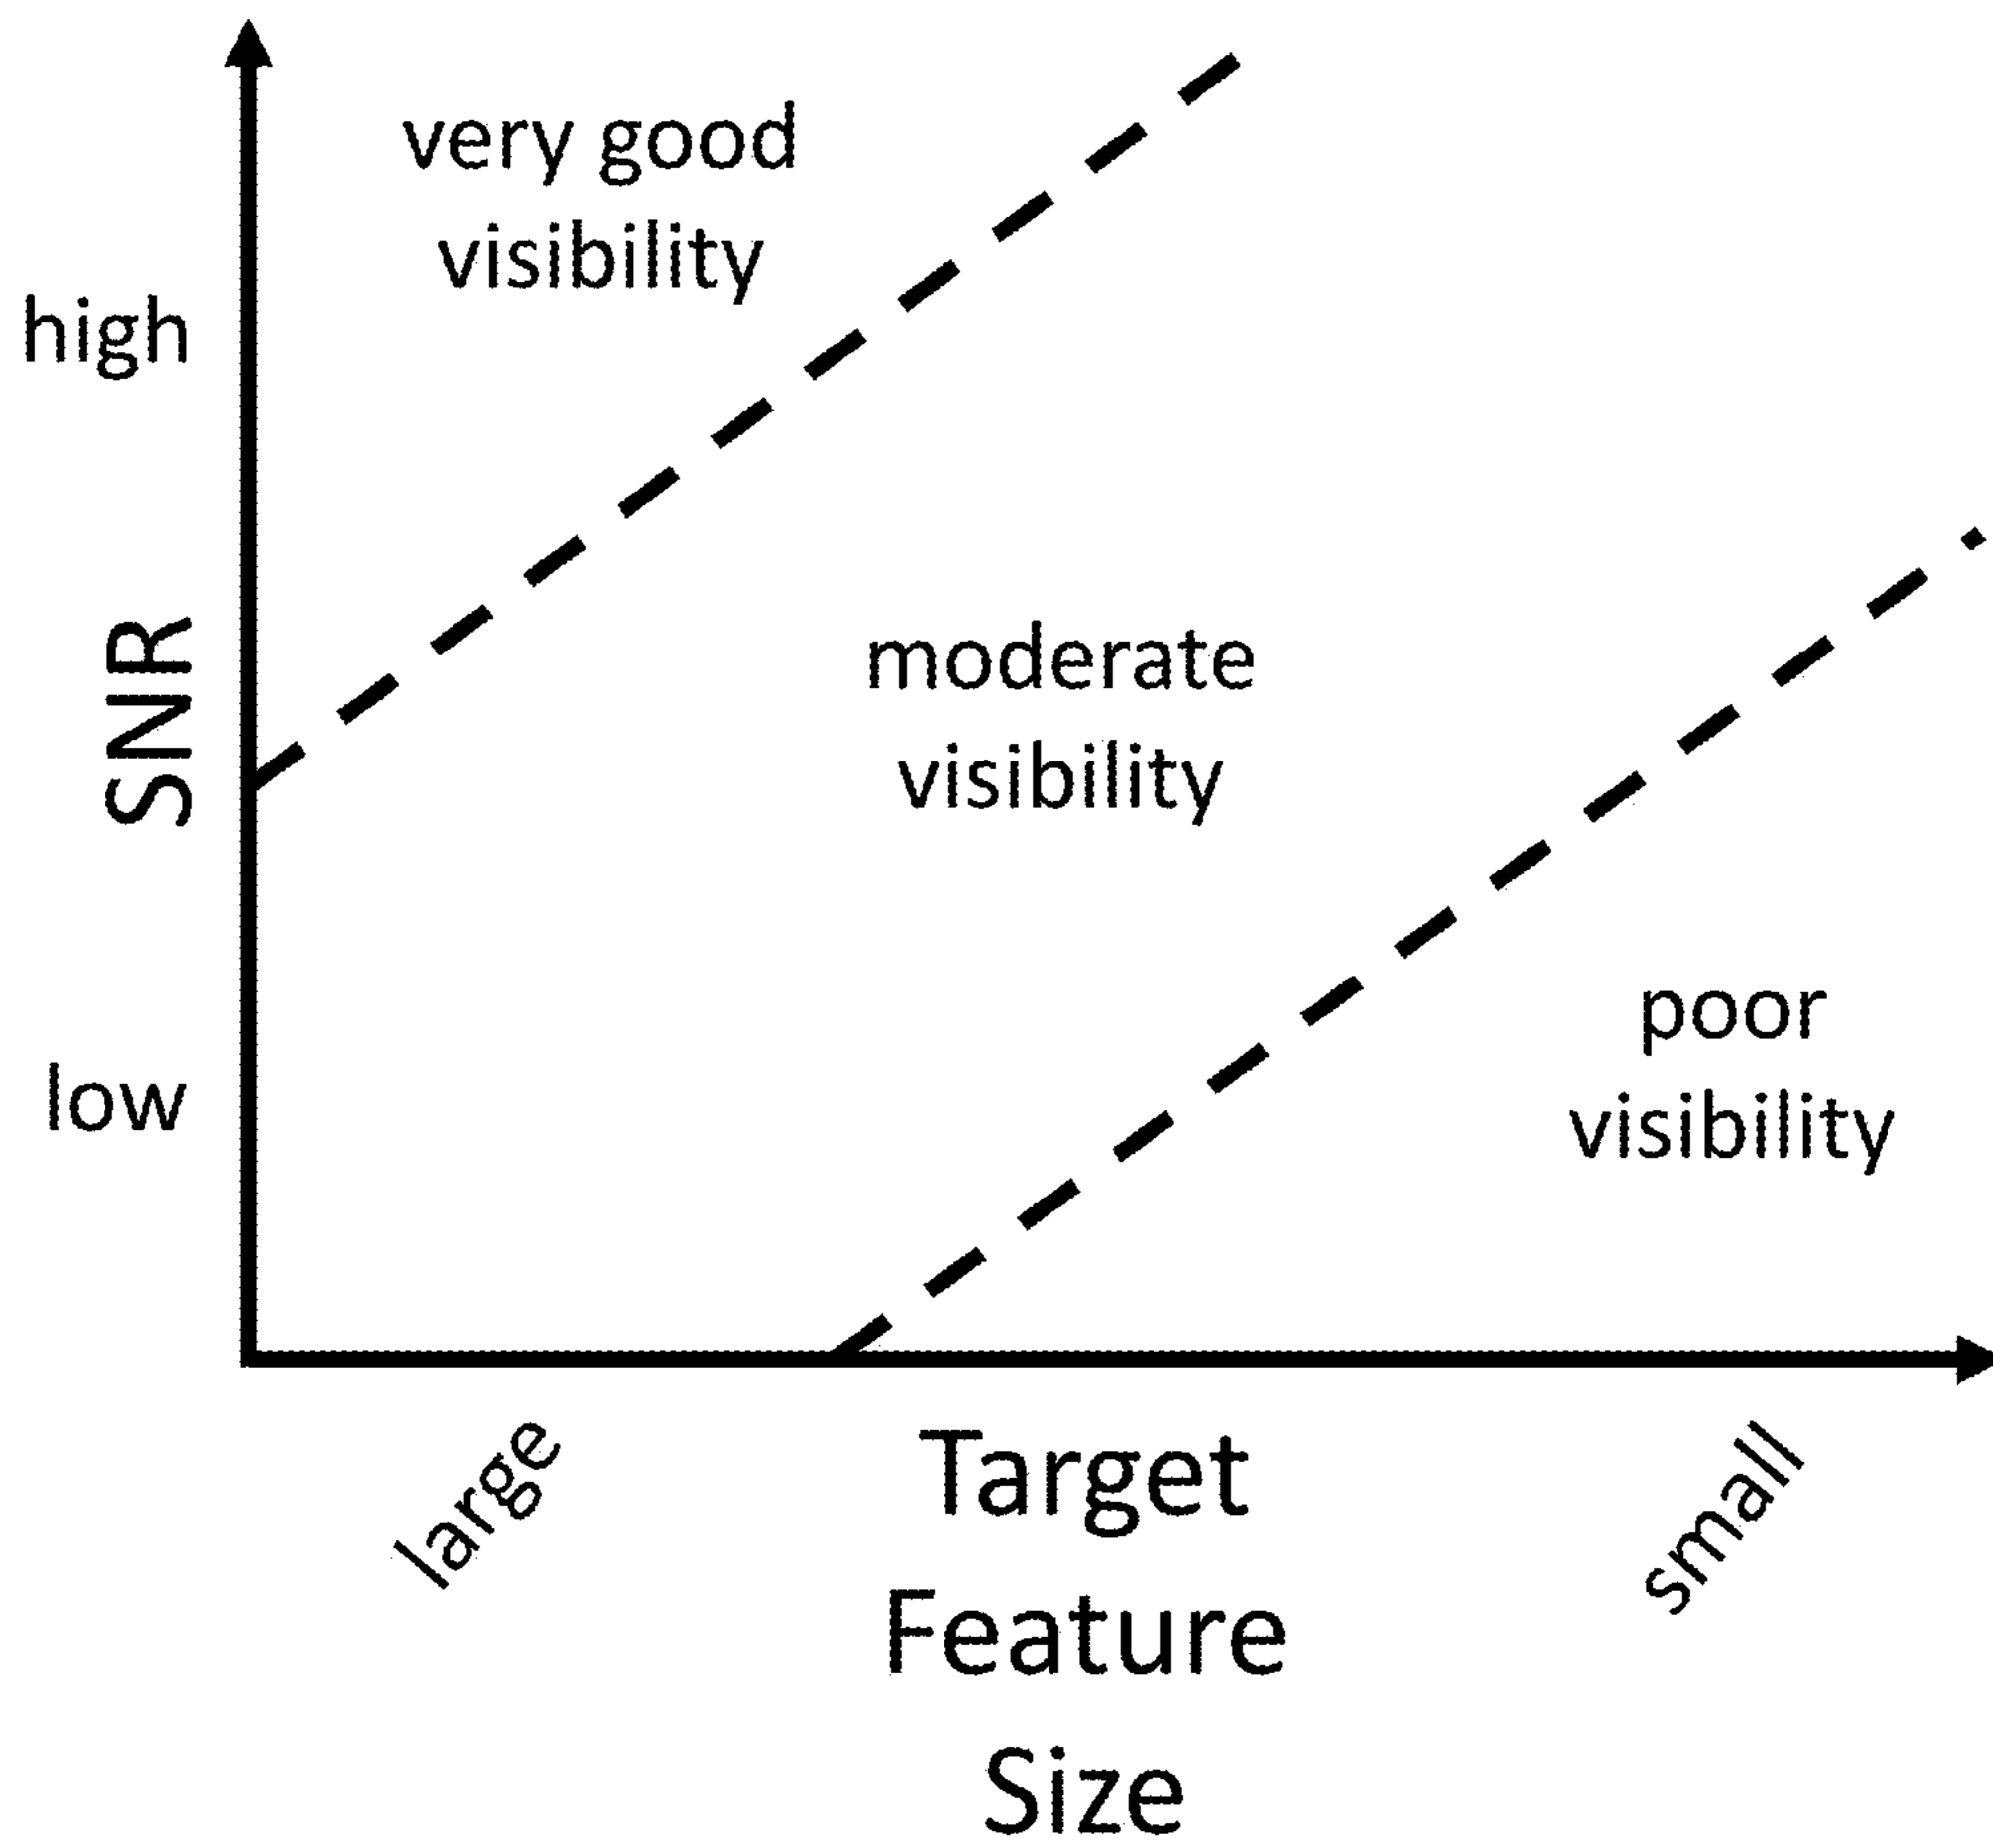 very good
visibility
high
SNR
moderate
visibility
low
poor
visibility
large
small
Target
Feature
Size